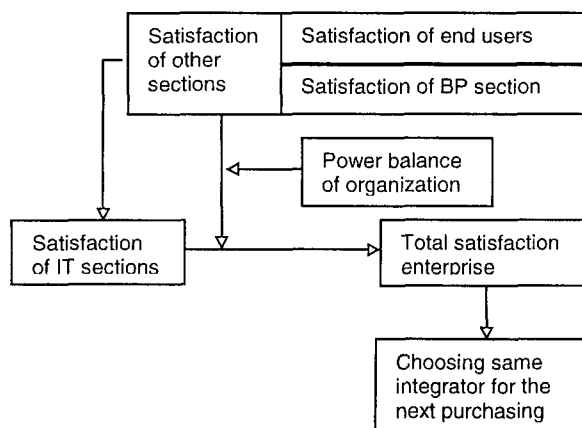 Satisfaction
of other
sections
Satisfaction of end users
Satisfaction of BP section
Power balance
of organization
Satisfaction
of IT sections
Total satisfaction
enterprise
Choosing same
integrator for the
next purchasing